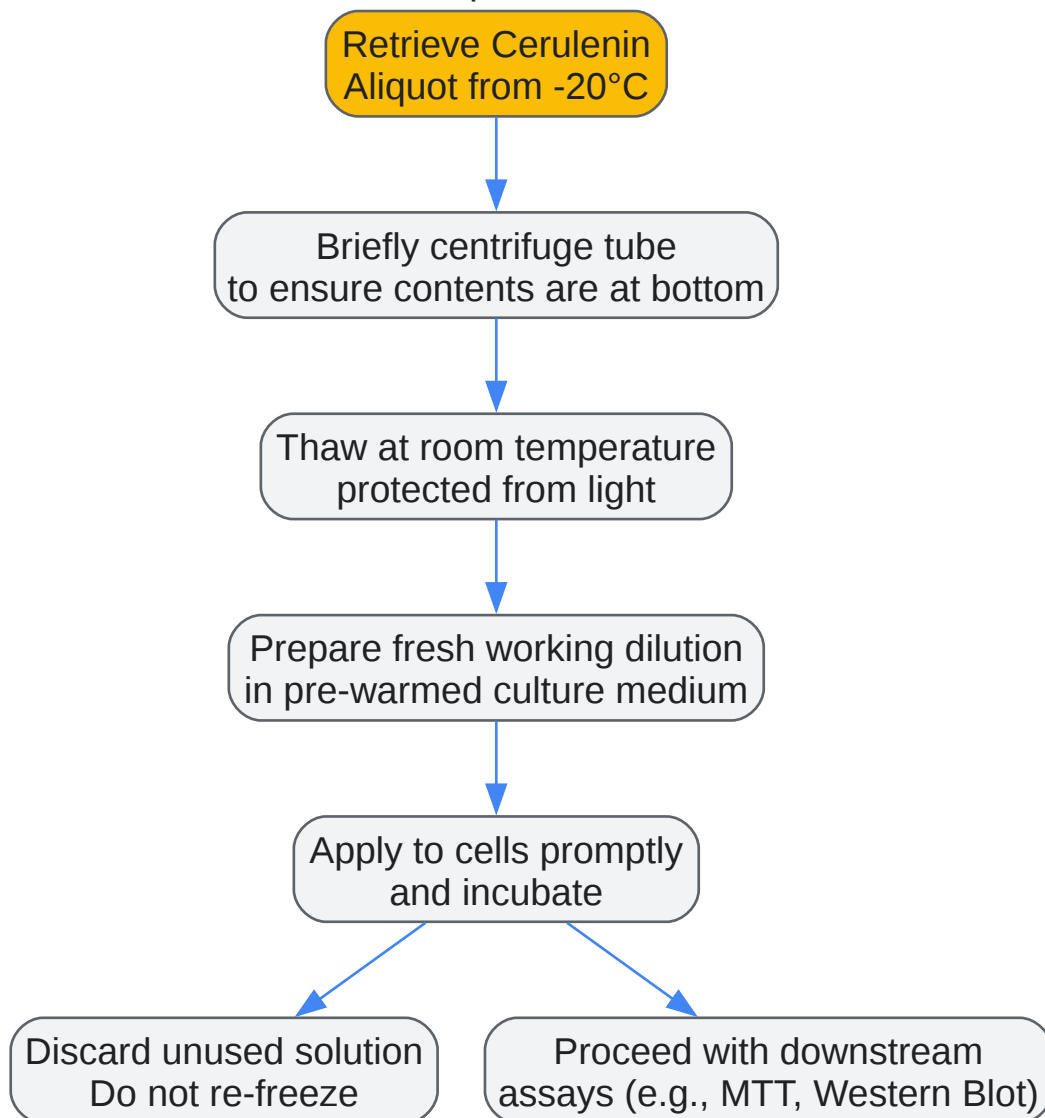 Retrieve Cerulenin
Aliquot from -20°C
Briefly centrifuge tube
to ensure contents are at bottom
Thaw at room temperature
protected from light
Prepare fresh working dilution
in pre-warmed culture medium
Apply to cells promptly
and incubate
Discard unused solution
Do not re-freeze
Proceed with downstream
assays (e.g., MTT, Western Blot)